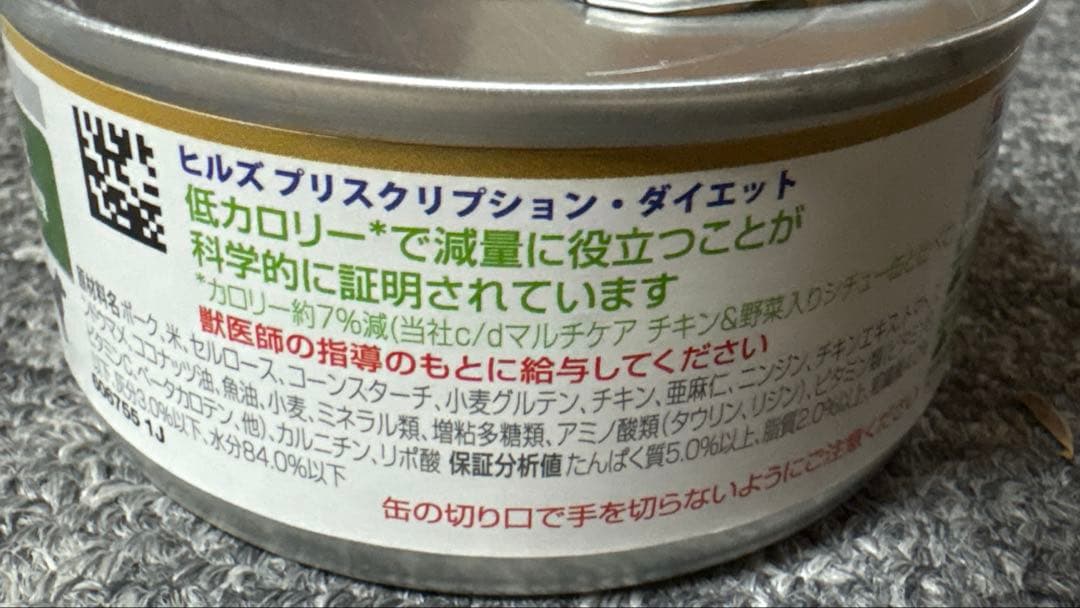 ヒルズ プリスクリプション・ダイエット
低カロリー*で減量に役立つことが
科学的に証明されています
*カロリー約7%減(当社c/dマルチケア チキン&野菜入りシチュー缶と
獣医師の指導のもとに給与してください
原材料名 ポーク、米、セルロース、コーンスターチ、小麦グルテン、チキン、亜麻仁、ニンジン、チキンエキス
ココナッツ油、魚油、小麦、ミネラル類、増粘多糖類、アミノ酸類(タウリン、リジン)、ビタミン類
ビタミンC、ベータカロテン、他)、カルニチン、リポ酸 保証分析値 たんぱく質5.0%以上、脂質2.0%以上、
以下、灰分3.0%以下、水分84.0%以下
606755 1J
缶の切り口で手を切らないようにご注意ください